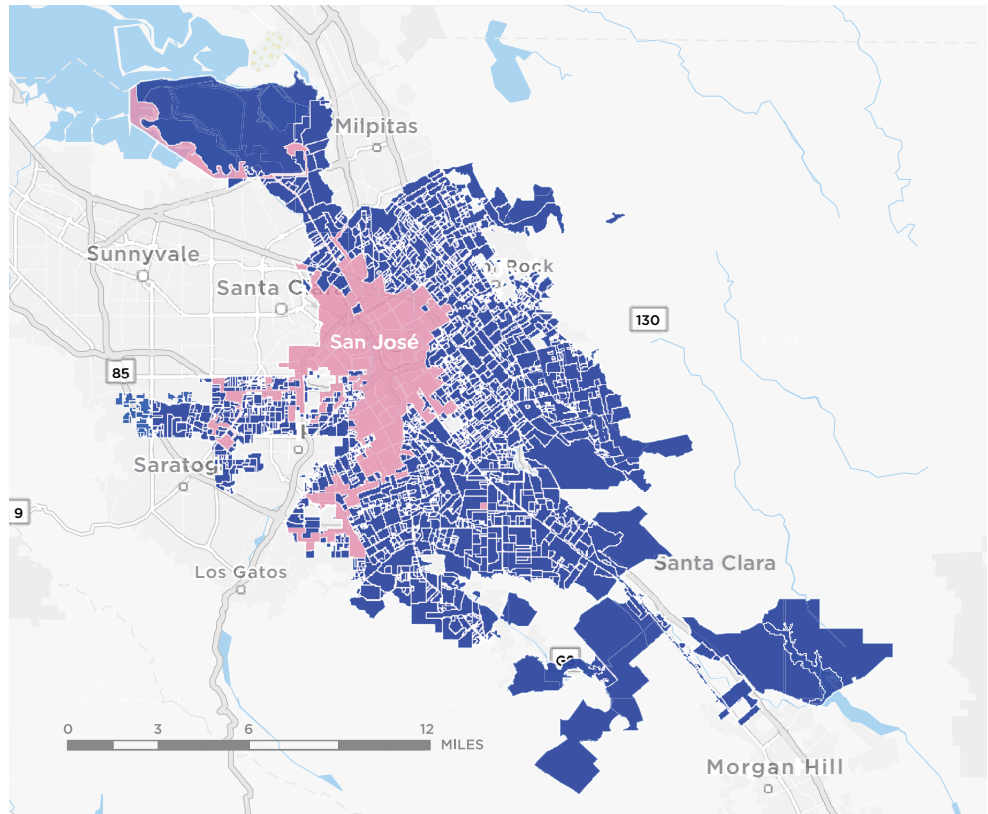 Milpitas
Sunnyvale
Santa C
Rock
130
San José
85
Saratog
9
Santa Clara
Los Gatos
0 3 6 12
MILES
Morgan Hill